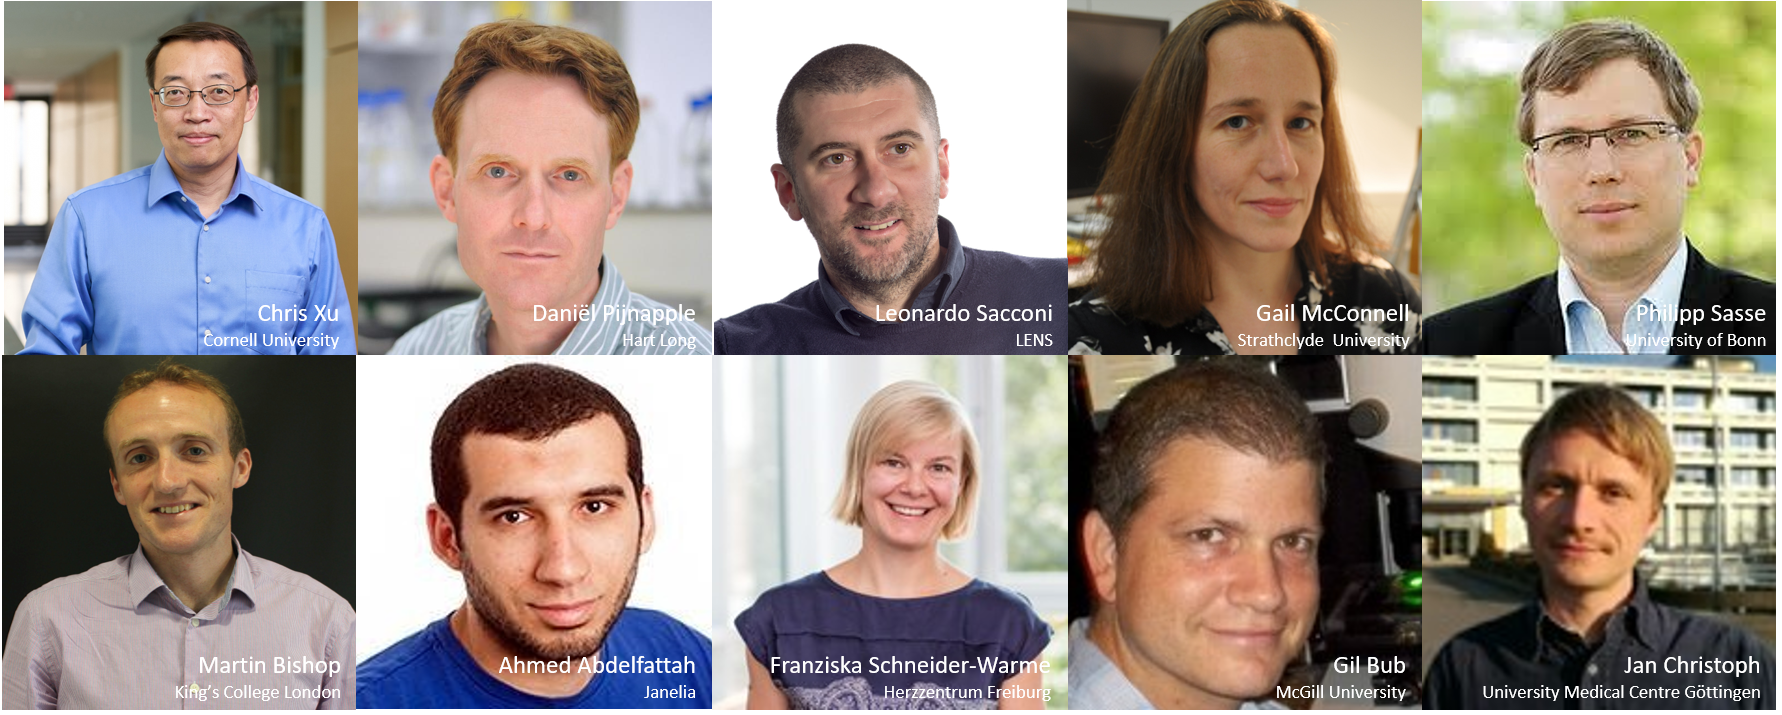 Chris Xu
Cornell University
Daniël Pijnapple
Hart Long
Leonardo Sacconi
LENS
Gail McConnell
Strathclyde University
Philipp Sasse
University of Bonn
Martin Bishop
King's College London
Ahmed Abdelfattah
Janelia
Franziska Schneider-Warme
Herzzentrum Freiburg
Gil Bub
McGill University
Jan Christoph
University Medical Centre Göttingen